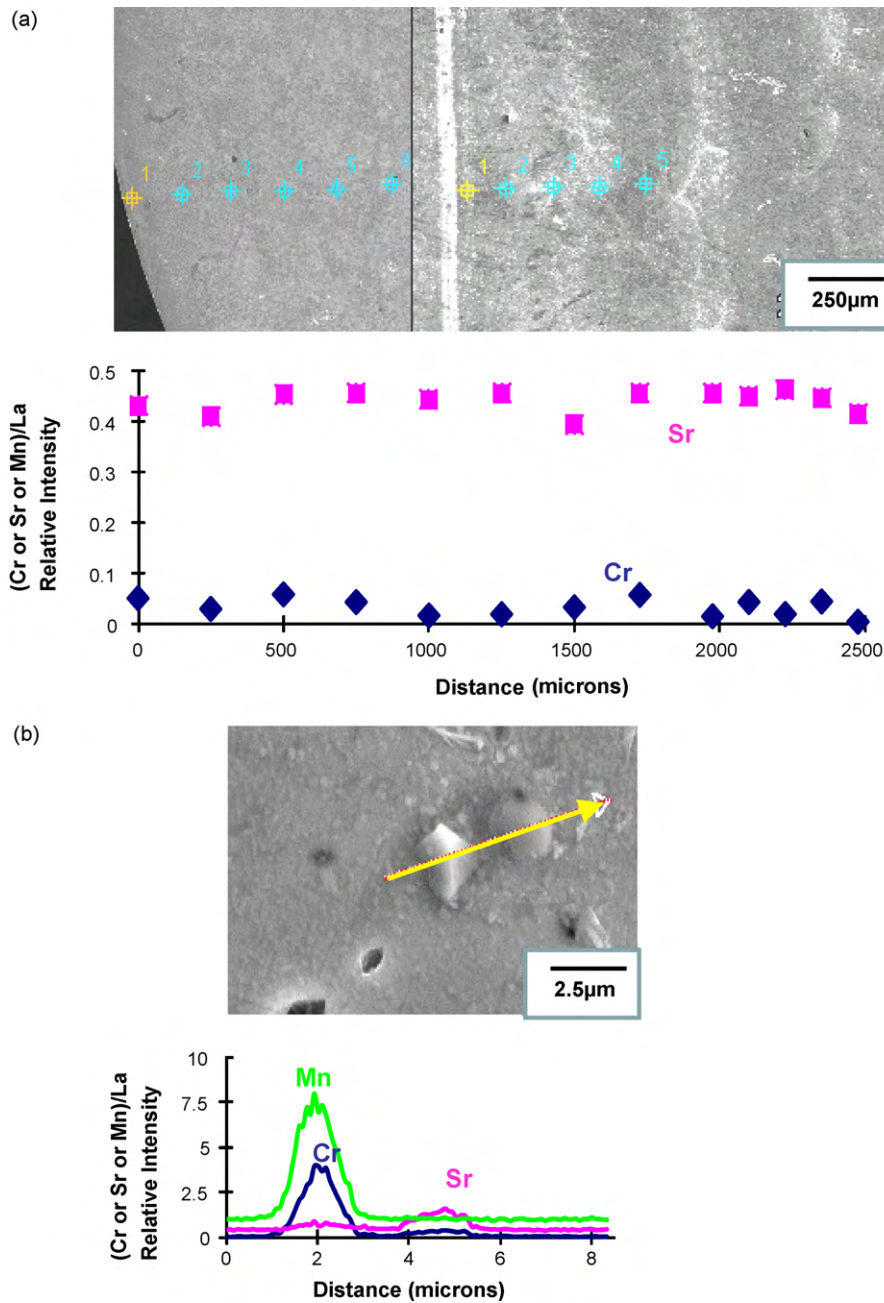 (a)
1 2 3 4 5 6
1 2 3 4 5
250µm
0.5
0.4
0.3
0.2
0.1
0
Sr
Cr
(Cr or Sr or Mn)/La
Relative Intensity
0 500 1000 1500 2000 2500
Distance (microns)
(b)
2.5µm
10
7.5
5
2.5
0
Mn
Cr
Sr
(Cr or Sr or Mn)/La
Relative Intensity
0 2 4 6 8
Distance (microns)